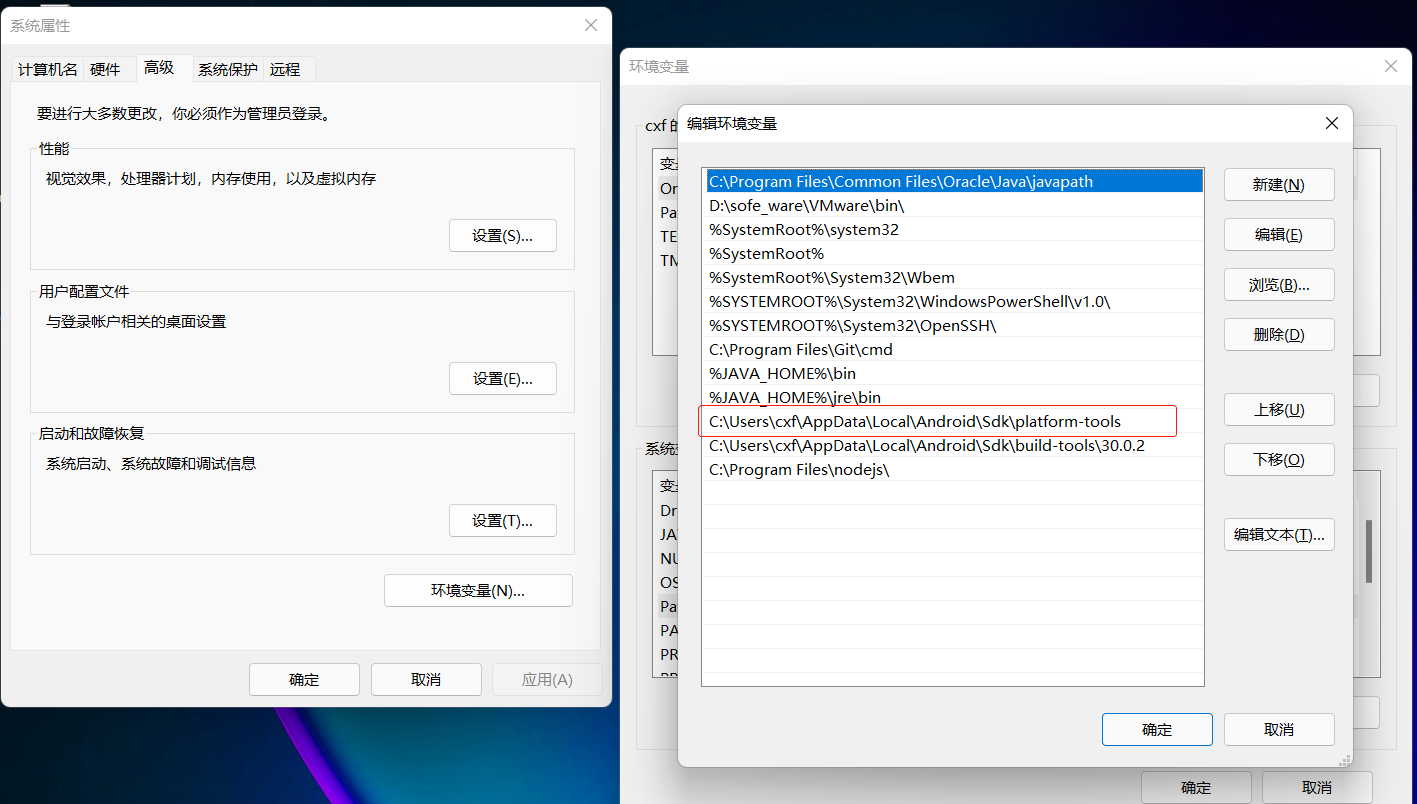 系统属性
计算机名
硬件
高级
系统保护
远程
要进行大多数更改，你必须作为管理员登录。
性能
视觉效果，处理器计划，内存使用，以及虚拟内存
设置(S)...
用户配置文件
与登录帐户相关的桌面设置
设置(E)...
启动和故障恢复
系统启动、系统故障和调试信息
设置(T)...
环境变量(N)...
确定
取消
应用(A)
环境变量
cxf 的
变
Or
Pa
TE
TM
系统
变
Dr
JA
NU
OS
Pa
PA
PR
确定
取消
编辑环境变量
C:\Program Files\Common Files\Oracle\Java\javapath
D:\sofe_ware\VMware\bin\
%SystemRoot%\system32
%SystemRoot%
%SystemRoot%\System32\Wbem
%SYSTEMROOT%\System32\WindowsPowerShell\v1.0\
%SYSTEMROOT%\System32\OpenSSH\
C:\Program Files\Git\cmd
%JAVA_HOME%\bin
%JAVA_HOME%\jre\bin
C:\Users\cxf\AppData\Local\Android\Sdk\platform-tools
C:\Users\cxf\AppData\Local\Android\Sdk\build-tools\30.0.2
C:\Program Files\nodejs\
新建(N)
编辑(E)
浏览(B)...
删除(D)
上移(U)
下移(O)
编辑文本(T)...
确定
取消